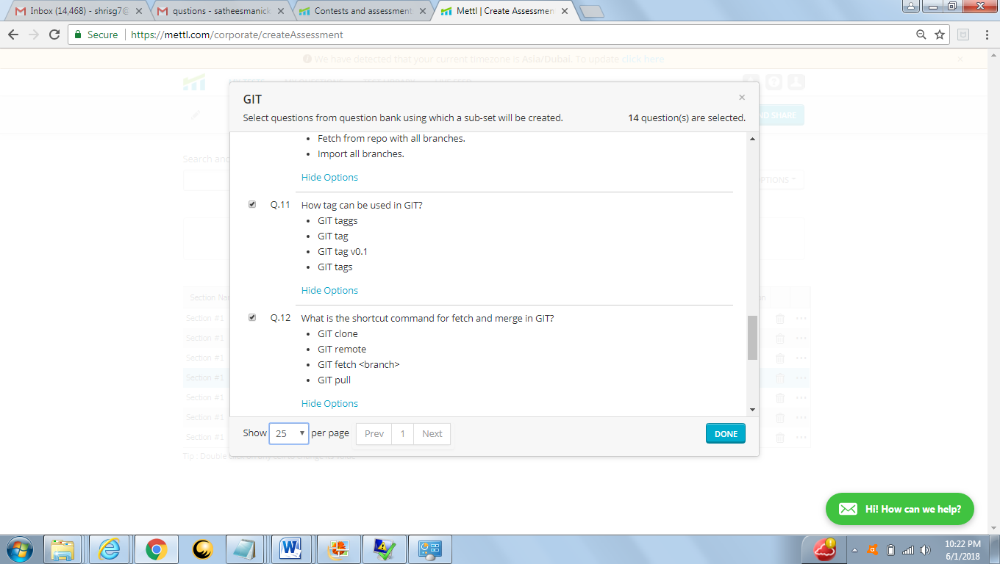 Inbox (14,468) - shrisg7@
qustions - satheesmanick
Contests and assessment
Mettl | Create Assessmen
Secure
https://mettl.com/corporate/createAssessment
We have detected that your current timezone is Asia/Dubai. To update click here
GIT
Select questions from question bank using which a sub-set will be created.
14 question(s) are selected.
ND SHARE
Search and
PTIONS
Fetch from repo with all branches.
Import all branches.
Hide Options
Q.11 How tag can be used in GIT?
GIT taggs
GIT tag
GIT tag v0.1
GIT tags
Hide Options
Q.12 What is the shortcut command for fetch and merge in GIT?
GIT clone
GIT remote
GIT fetch <branch>
GIT pull
Hide Options
Section Na
on
Section #1
Section #1
Section #1
Section #1
Section #1
Section #1
Section #1
Show 25 per page Prev 1 Next
DONE
Hi! How can we help?
10:22 PM
6/1/2018